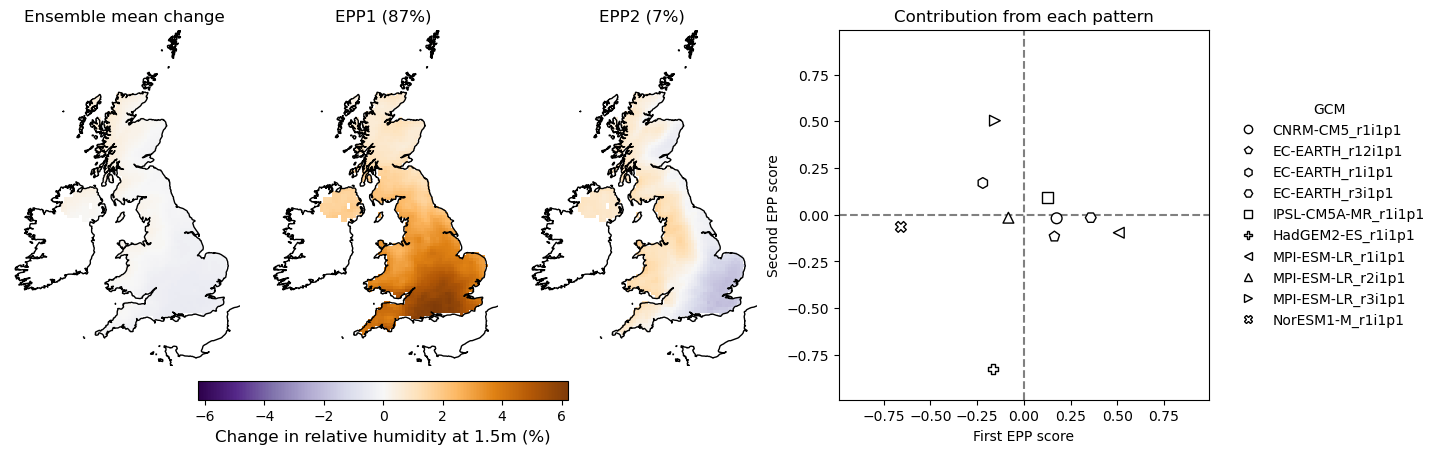 Ensemble mean change
EPP1 (87%)
EPP2 (7%)
Contribution from each pattern
−6 −4 −2 0 2 4 6
Change in relative humidity at 1.5m (%)
Second EPP score
0.75
0.50
0.25
0.00
−0.25
−0.50
−0.75
−0.75 −0.50 −0.25 0.00 0.25 0.50 0.75
First EPP score
GCM
CNRM-CM5_r1i1p1
EC-EARTH_r12i1p1
EC-EARTH_r1i1p1
EC-EARTH_r3i1p1
IPSL-CM5A-MR_r1i1p1
HadGEM2-ES_r1i1p1
MPI-ESM-LR_r1i1p1
MPI-ESM-LR_r2i1p1
MPI-ESM-LR_r3i1p1
NorESM1-M_r1i1p1